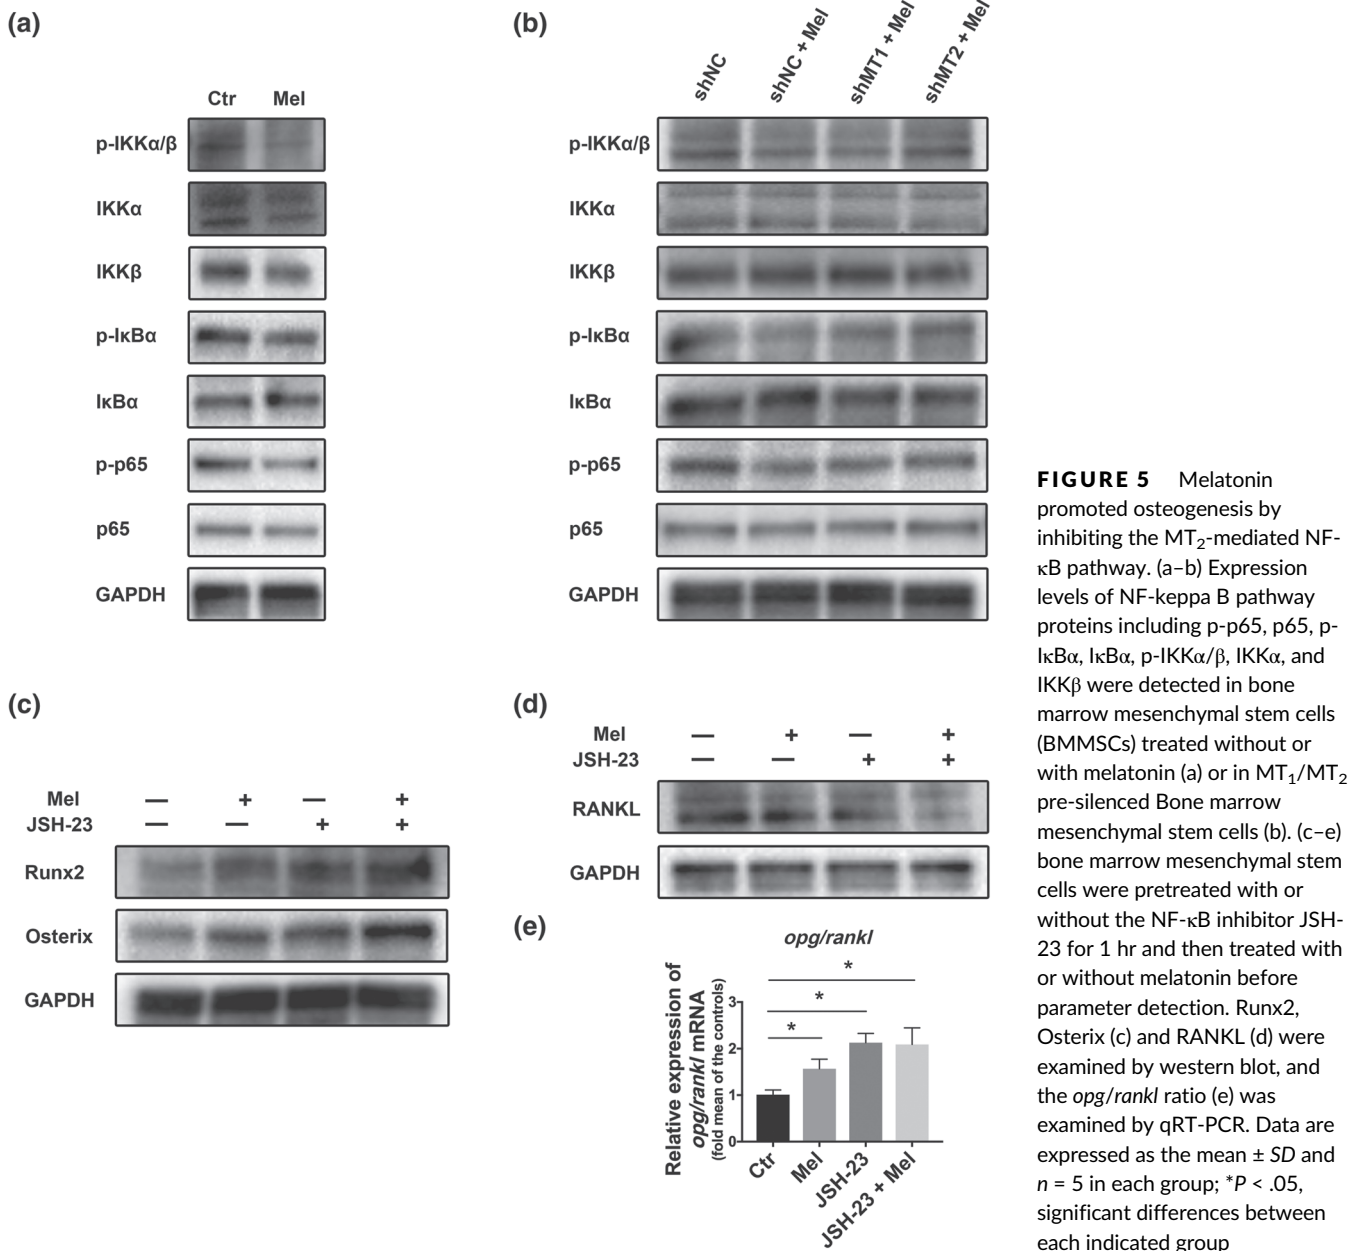 (a)
Ctr Mel
p-IKKα/β
IKKα
IKKβ
p-IκBα
IκBα
p-p65
p65
GAPDH
(b)
shNC
shNC + Mel
shMT1 + Mel
shMT2 + Mel
p-IKKα/β
IKKα
IKKβ
p-IκBα
IκBα
p-p65
p65
GAPDH
(c)
Mel — + — +
JSH-23 — — + +
Runx2
Osterix
GAPDH
(d)
Mel — + — +
JSH-23 — — + +
RANKL
GAPDH
(e)
opg/rankl
Relative expression of
opg/rankl mRNA
(fold mean of the controls)
3
2
1
0
* * *
Ctr
Mel
JSH-23
JSH-23 + Mel
FIGURE 5 Melatonin
promoted osteogenesis by
inhibiting the MT2-mediated NF-
κB pathway. (a–b) Expression
levels of NF-keppa B pathway
proteins including p-p65, p65, p-
IκBα, IκBα, p-IKKα/β, IKKα, and
IKKβ were detected in bone
marrow mesenchymal stem cells
(BMMSCs) treated without or
with melatonin (a) or in MT1/MT2
pre-silenced Bone marrow
mesenchymal stem cells (b). (c–e)
bone marrow mesenchymal stem
cells were pretreated with or
without the NF-κB inhibitor JSH-
23 for 1 hr and then treated with
or without melatonin before
parameter detection. Runx2,
Osterix (c) and RANKL (d) were
examined by western blot, and
the opg/rankl ratio (e) was
examined by qRT-PCR. Data are
expressed as the mean ± SD and
n = 5 in each group; *P < .05,
significant differences between
each indicated group